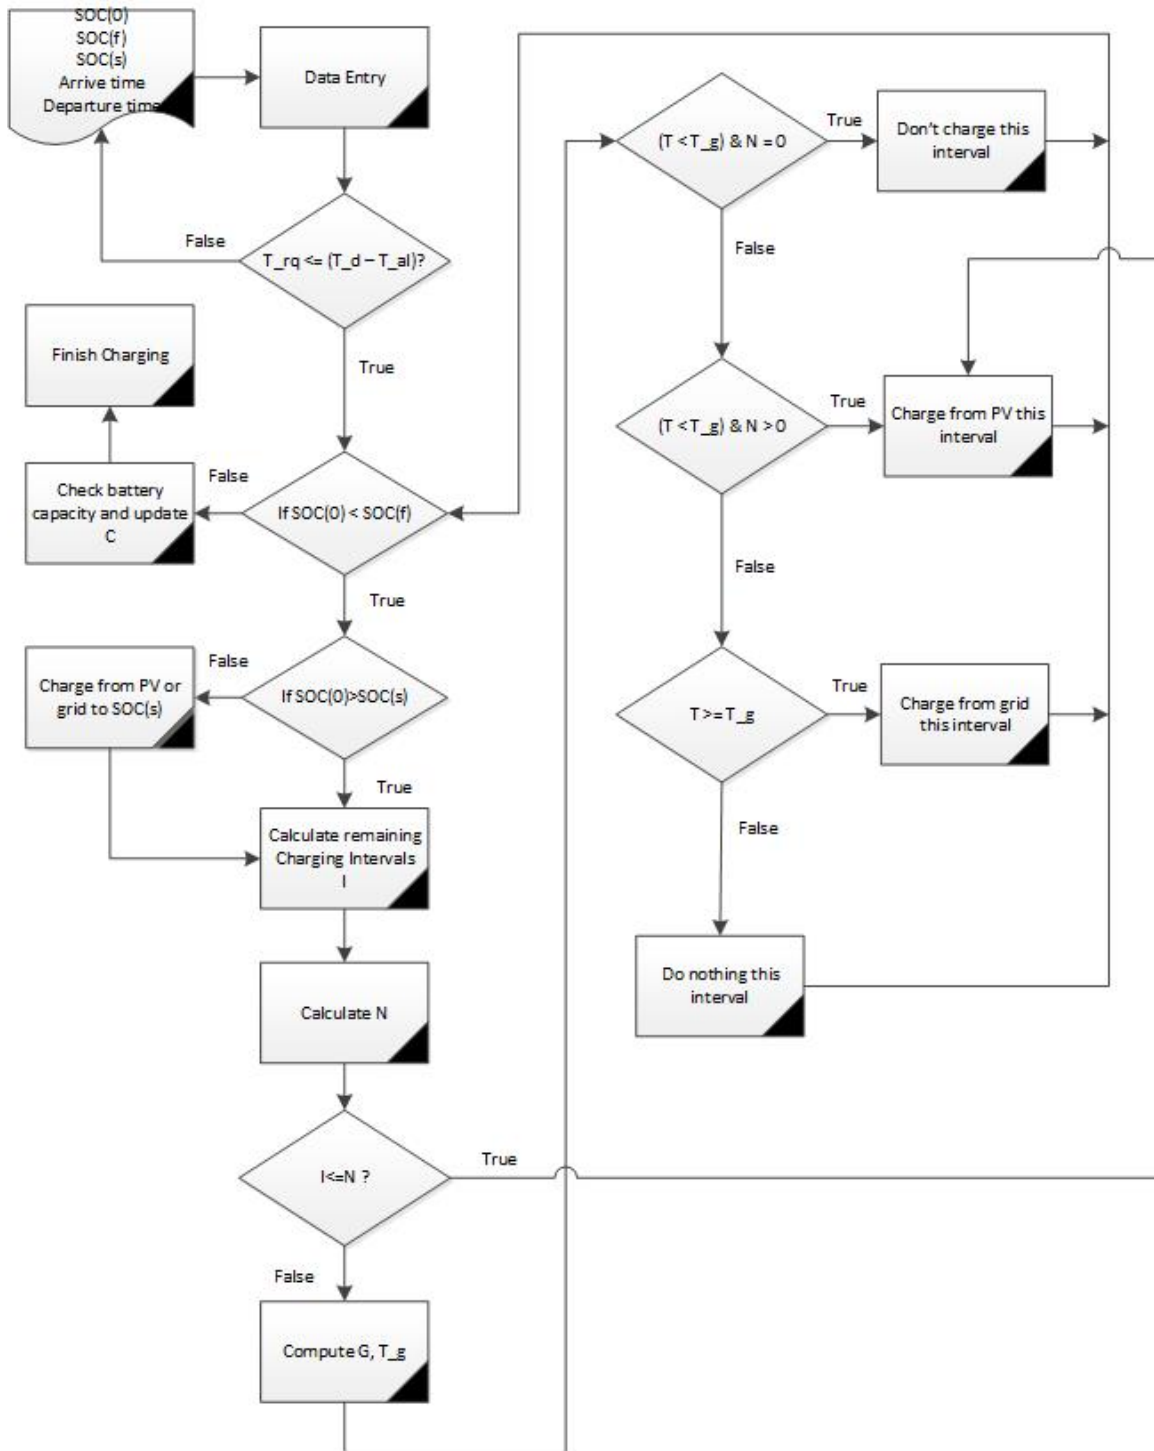 SOC(0)
SOC(f)
SOC(s)
Arrive time
Departure time
Data Entry
T_rq <= (T_d – T_al)?
False
True
Finish Charging
If SOC(0) < SOC(f)
False
Check battery
capacity and update
C
True
If SOC(0)>SOC(s)
False
Charge from PV or
grid to SOC(s)
True
Calculate remaining
Charging Intervals
I
Calculate N
I<=N ?
True
False
Compute G, T_g
(T < T_g) & N = 0
True
Don't charge this
interval
False
(T < T_g) & N > 0
True
Charge from PV this
interval
False
T >= T_g
True
Charge from grid
this interval
False
Do nothing this
interval